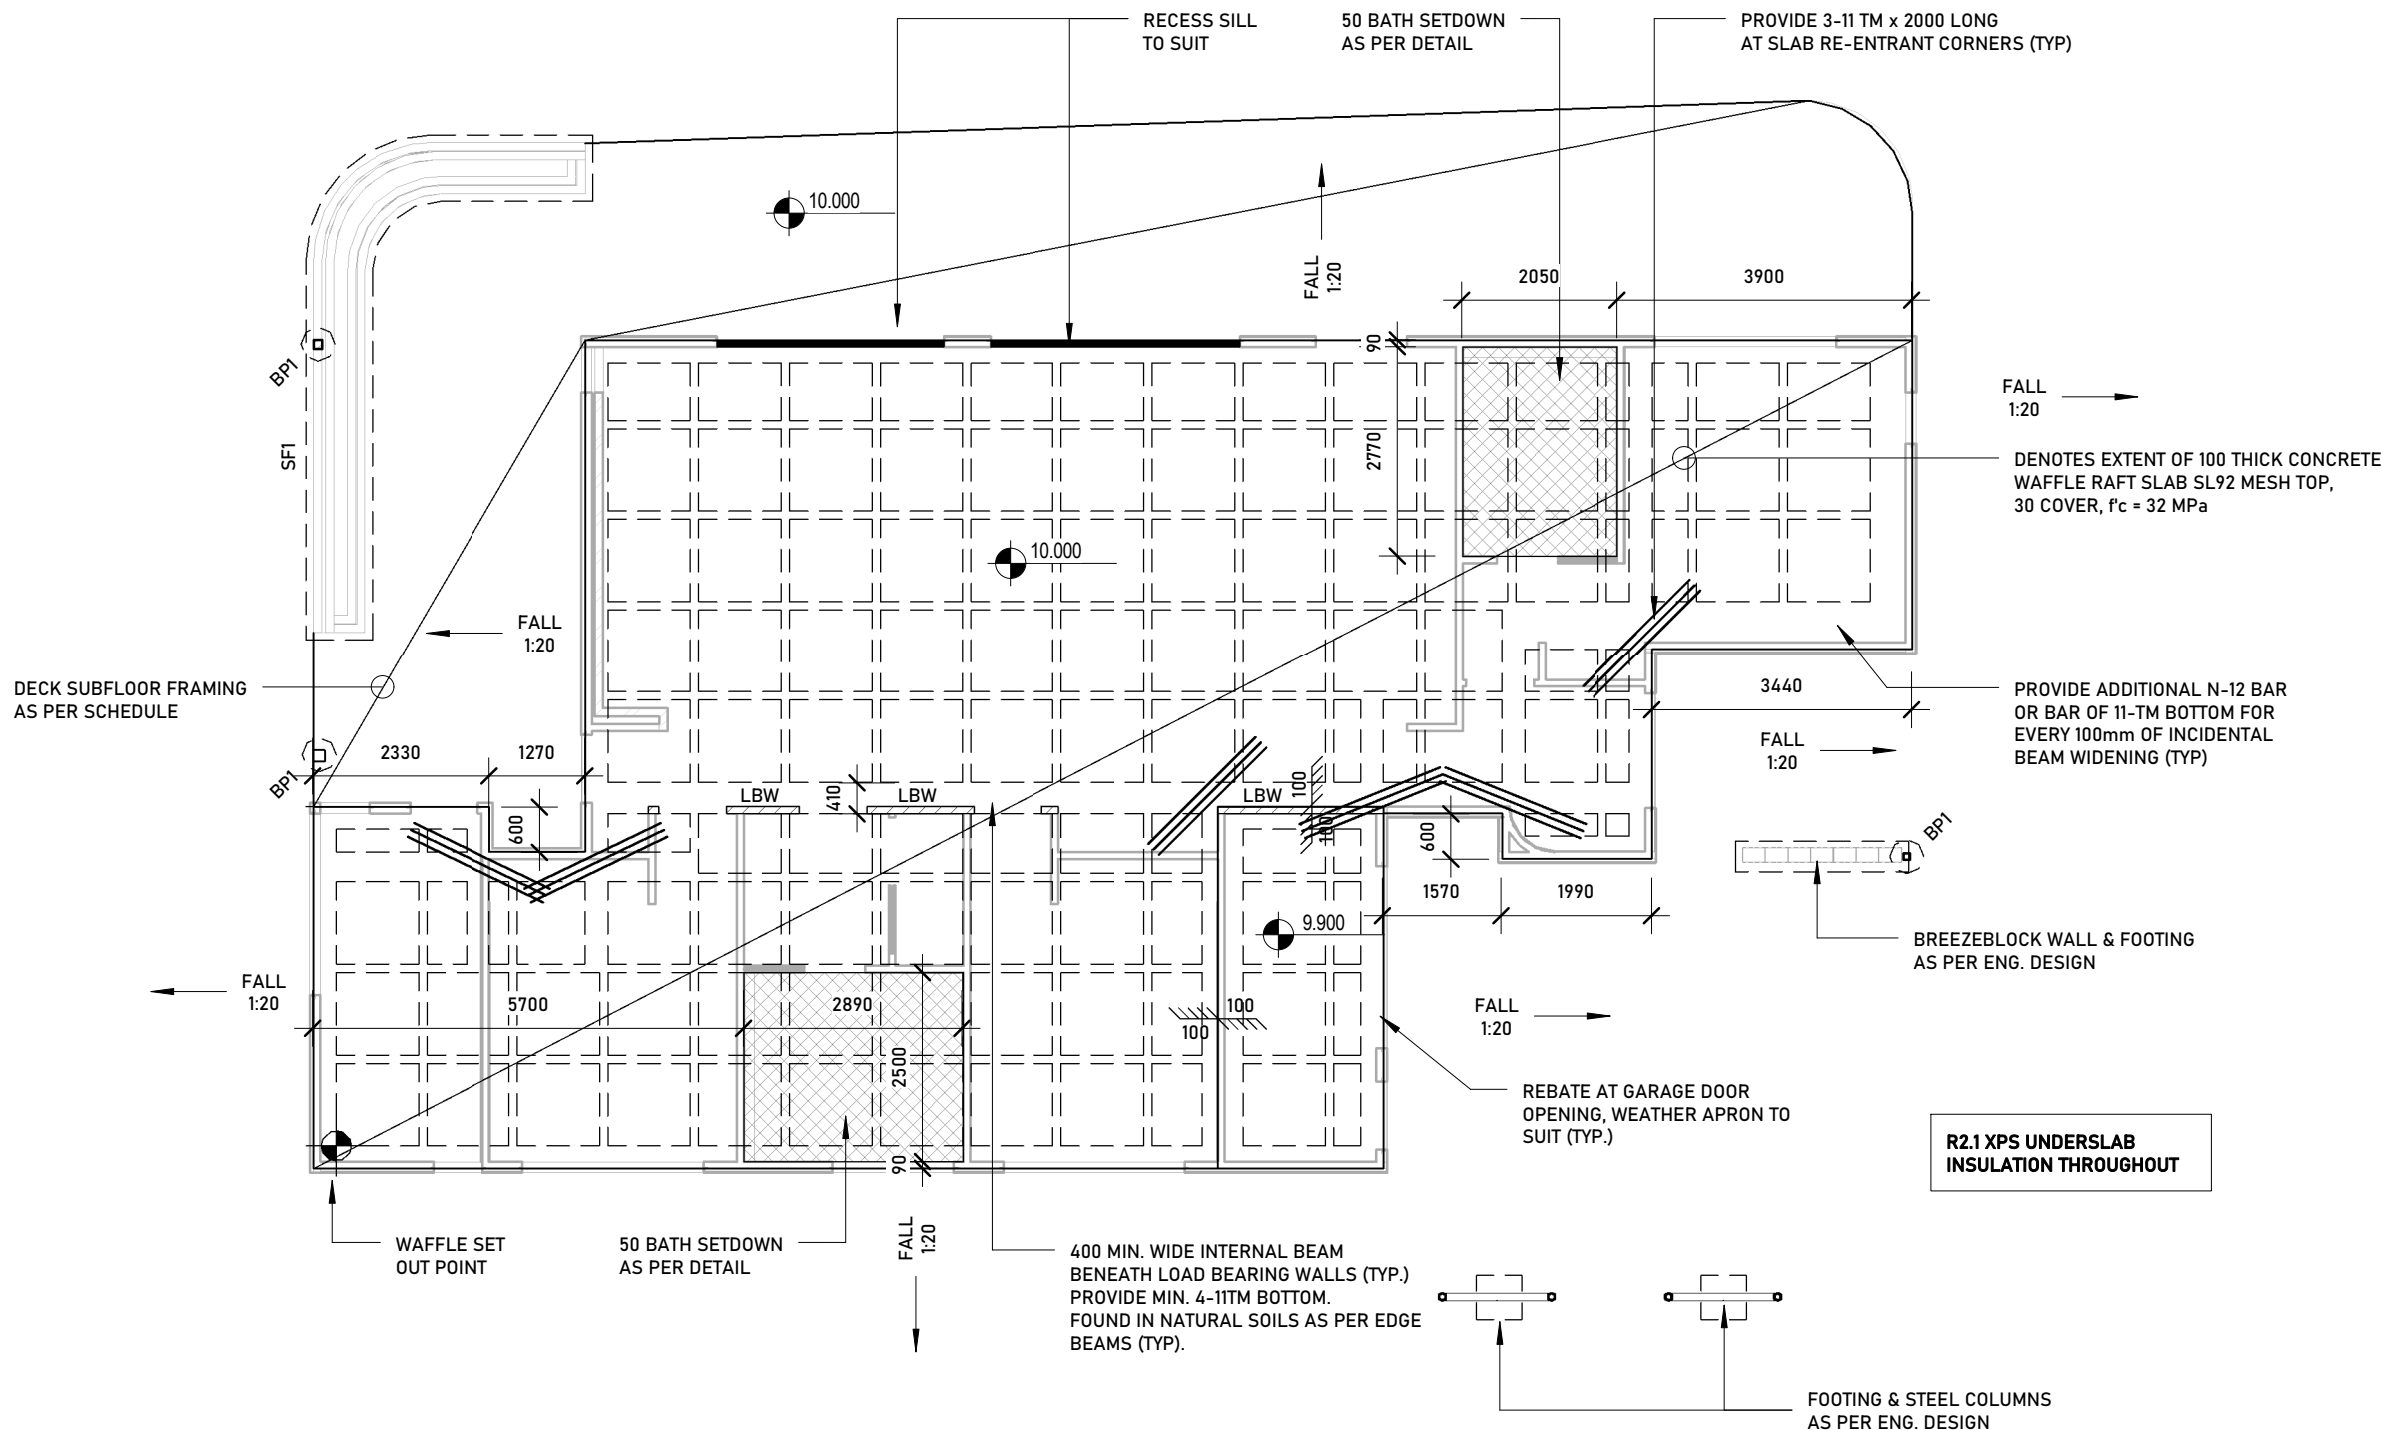 RECESS SILL
TO SUIT
50 BATH SETDOWN
AS PER DETAIL
PROVIDE 3-11 TM x 2000 LONG
AT SLAB RE-ENTRANT CORNERS (TYP)
10.000
FALL
1:20
2050
3900
90
BP1
FALL
1:20
2770
SF1
DENOTES EXTENT OF 100 THICK CONCRETE
WAFFLE RAFT SLAB SL92 MESH TOP,
30 COVER, f'c = 32 MPa
10.000
FALL
1:20
DECK SUBFLOOR FRAMING
AS PER SCHEDULE
3440
PROVIDE ADDITIONAL N-12 BAR
OR BAR OF 11-TM BOTTOM FOR
EVERY 100mm OF INCIDENTAL
BEAM WIDENING (TYP)
FALL
1:20
2330
1270
BP1
410
LBW
LBW
LBW
100
100
600
600
BP1
1570
1990
9.900
BREEZEBLOCK WALL & FOOTING
AS PER ENG. DESIGN
FALL
1:20
5700
2890
100
100
FALL
1:20
2500
REBATE AT GARAGE DOOR
OPENING, WEATHER APRON TO
SUIT (TYP.)
R2.1 XPS UNDERSLAB
INSULATION THROUGHOUT
90
FALL
1:20
WAFFLE SET
OUT POINT
50 BATH SETDOWN
AS PER DETAIL
400 MIN. WIDE INTERNAL BEAM
BENEATH LOAD BEARING WALLS (TYP.)
PROVIDE MIN. 4-11TM BOTTOM.
FOUND IN NATURAL SOILS AS PER EDGE
BEAMS (TYP).
FOOTING & STEEL COLUMNS
AS PER ENG. DESIGN